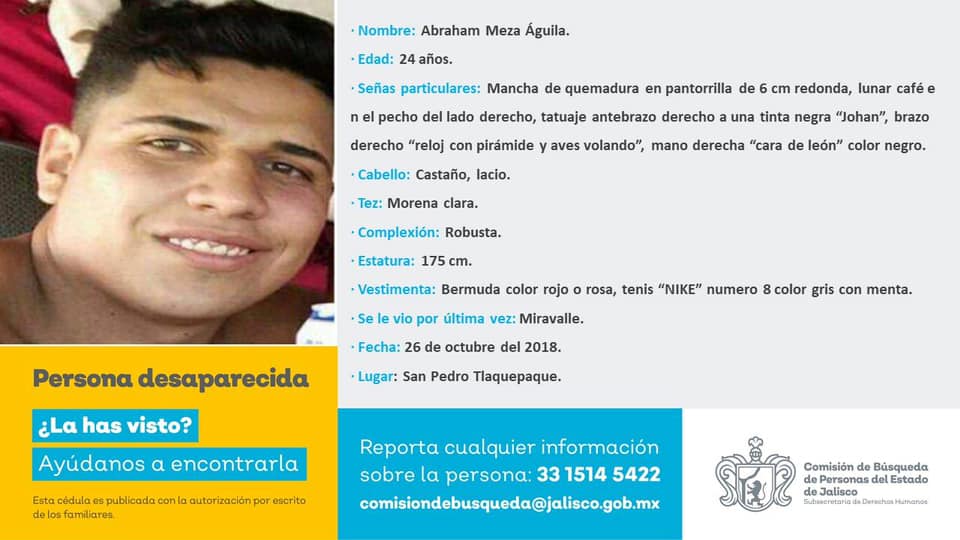 · Nombre: Abraham Meza Águila.
· Edad: 24 años.
· Señas particulares: Mancha de quemadura en pantorrilla de 6 cm redonda, lunar café e
n el pecho del lado derecho, tatuaje antebrazo derecho a una tinta negra “Johan”, brazo
derecho “reloj con pirámide y aves volando”, mano derecha “cara de león” color negro.
· Cabello: Castaño, lacio.
· Tez: Morena clara.
· Complexión: Robusta.
· Estatura: 175 cm.
· Vestimenta: Bermuda color rojo o rosa, tenis “NIKE” numero 8 color gris con menta.
· Se le vio por última vez: Miravalle.
· Fecha: 26 de octubre del 2018.
· Lugar: San Pedro Tlaquepaque.
Persona desaparecida
¿La has visto?
Ayúdanos a encontrarla
Esta cédula es publicada con la autorización por escrito
de los familiares.
Reporta cualquier información
sobre la persona: 33 1514 5422
comisiondebusqueda@jalisco.gob.mx
Comisión de Búsqueda
de Personas del Estado
de Jalisco
Subsecretaría de Derechos Humanos